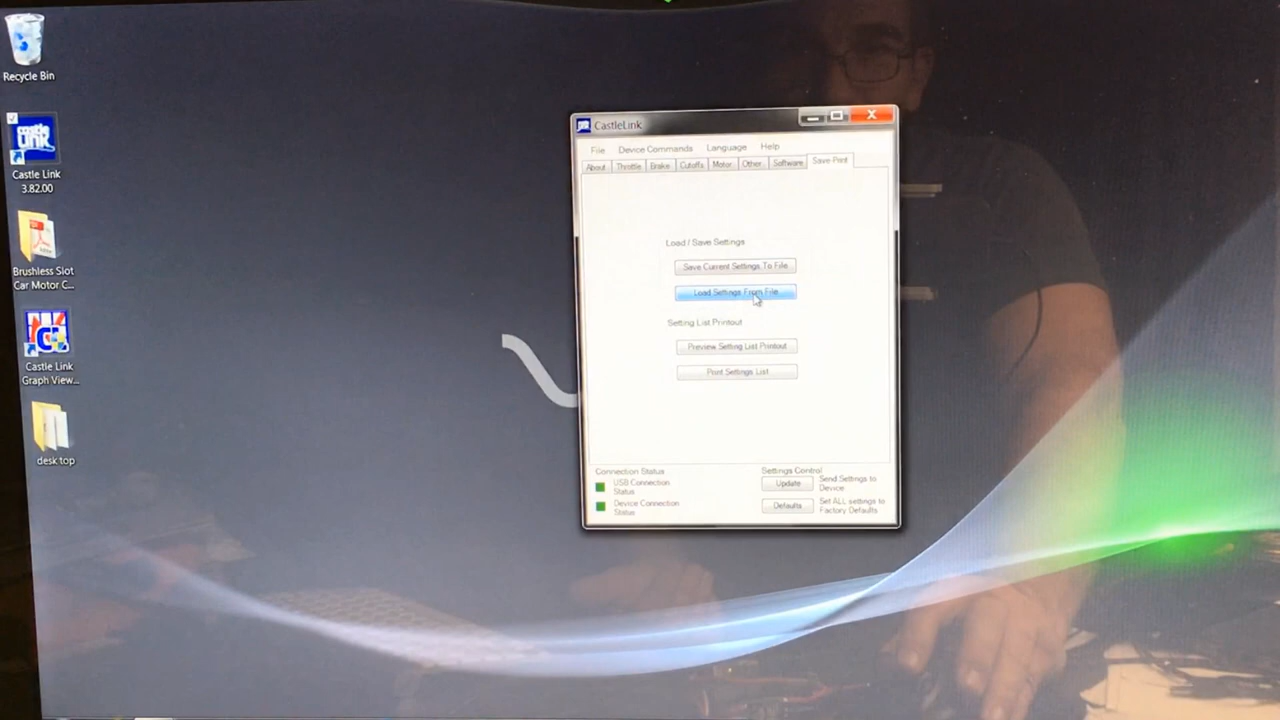 Recycle Bin
castle
LINK
Castle Link
3.82.00
Brushless Slot
Car Motor C...
Castle Link
Graph View...
desk top
CastleLink
File Device Commands Language Help
About Throttle Brake Cutoffs Motor Other Software Save-Print
Load / Save Settings
Save Current Settings To File
Load Settings From File
Setting List Printout
Preview Setting List Printout
Print Settings List
Connection Status
USB Connection
Status
Device Connection
Status
Settings Control
Update
Send Settings to
Device
Defaults
Set ALL settings to
Factory Defaults